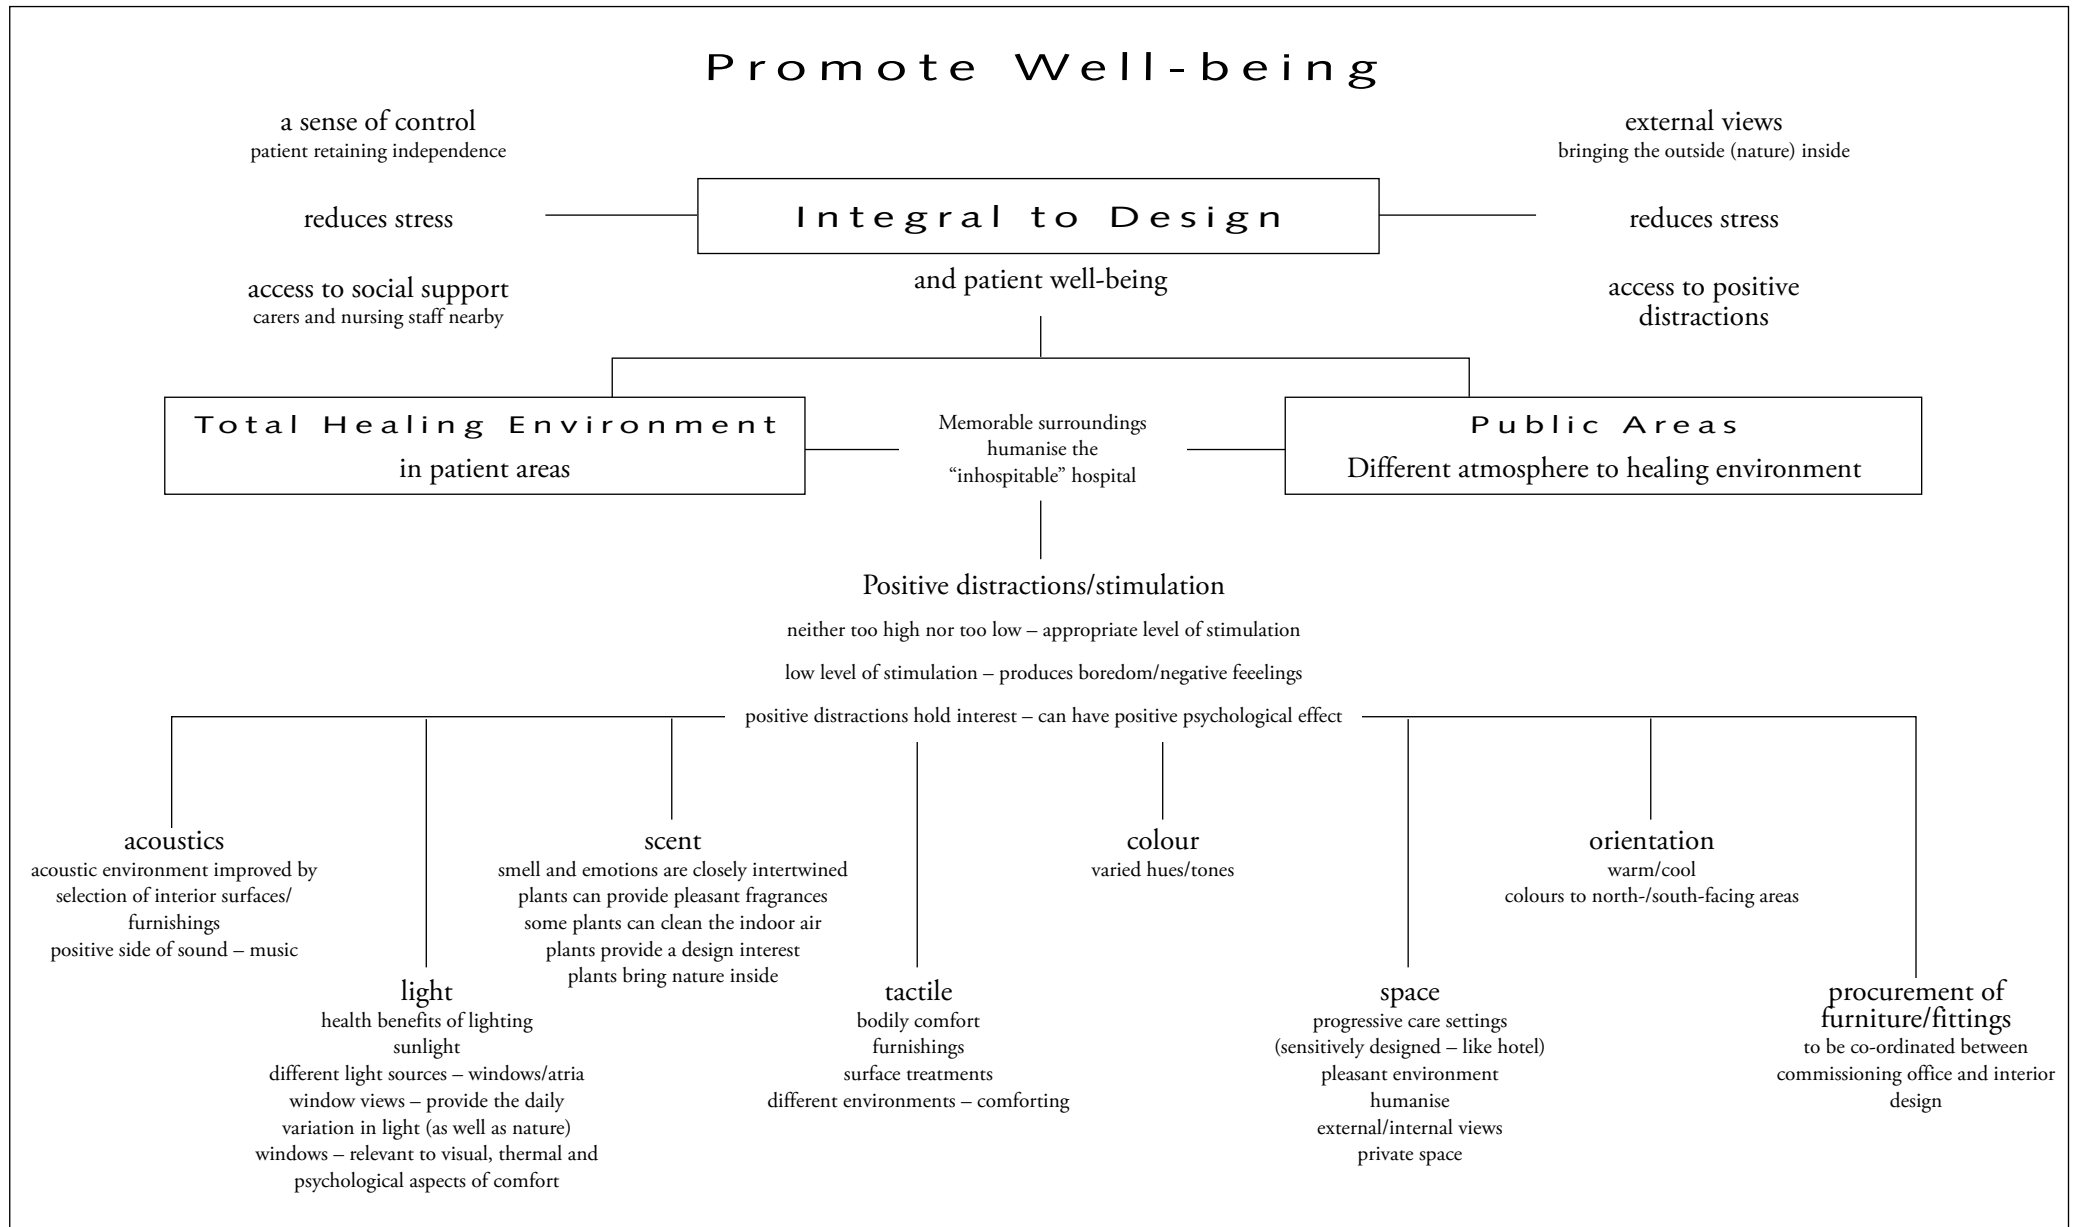 Promote Well-being
a sense of control
patient retaining independence
reduces stress
access to social support
carers and nursing staff nearby
Integral to Design
and patient well-being
external views
bringing the outside (nature) inside
reduces stress
access to positive
distractions
Total Healing Environment
in patient areas
Memorable surroundings
humanise the
“inhospitable” hospital
Public Areas
Different atmosphere to healing environment
Positive distractions/stimulation
neither too high nor too low – appropriate level of stimulation
low level of stimulation – produces boredom/negative feeelings
positive distractions hold interest – can have positive psychological effect
acoustics
acoustic environment improved by
selection of interior surfaces/
furnishings
positive side of sound – music
light
health benefits of lighting
sunlight
different light sources – windows/atria
window views – provide the daily
variation in light (as well as nature)
windows – relevant to visual, thermal and
psychological aspects of comfort
scent
smell and emotions are closely intertwined
plants can provide pleasant fragrances
some plants can clean the indoor air
plants provide a design interest
plants bring nature inside
tactile
bodily comfort
furnishings
surface treatments
different environments – comforting
colour
varied hues/tones
space
progressive care settings
(sensitively designed – like hotel)
pleasant environment
humanise
external/internal views
private space
orientation
warm/cool
colours to north-/south-facing areas
procurement of
furniture/fittings
to be co-ordinated between
commissioning office and interior
design